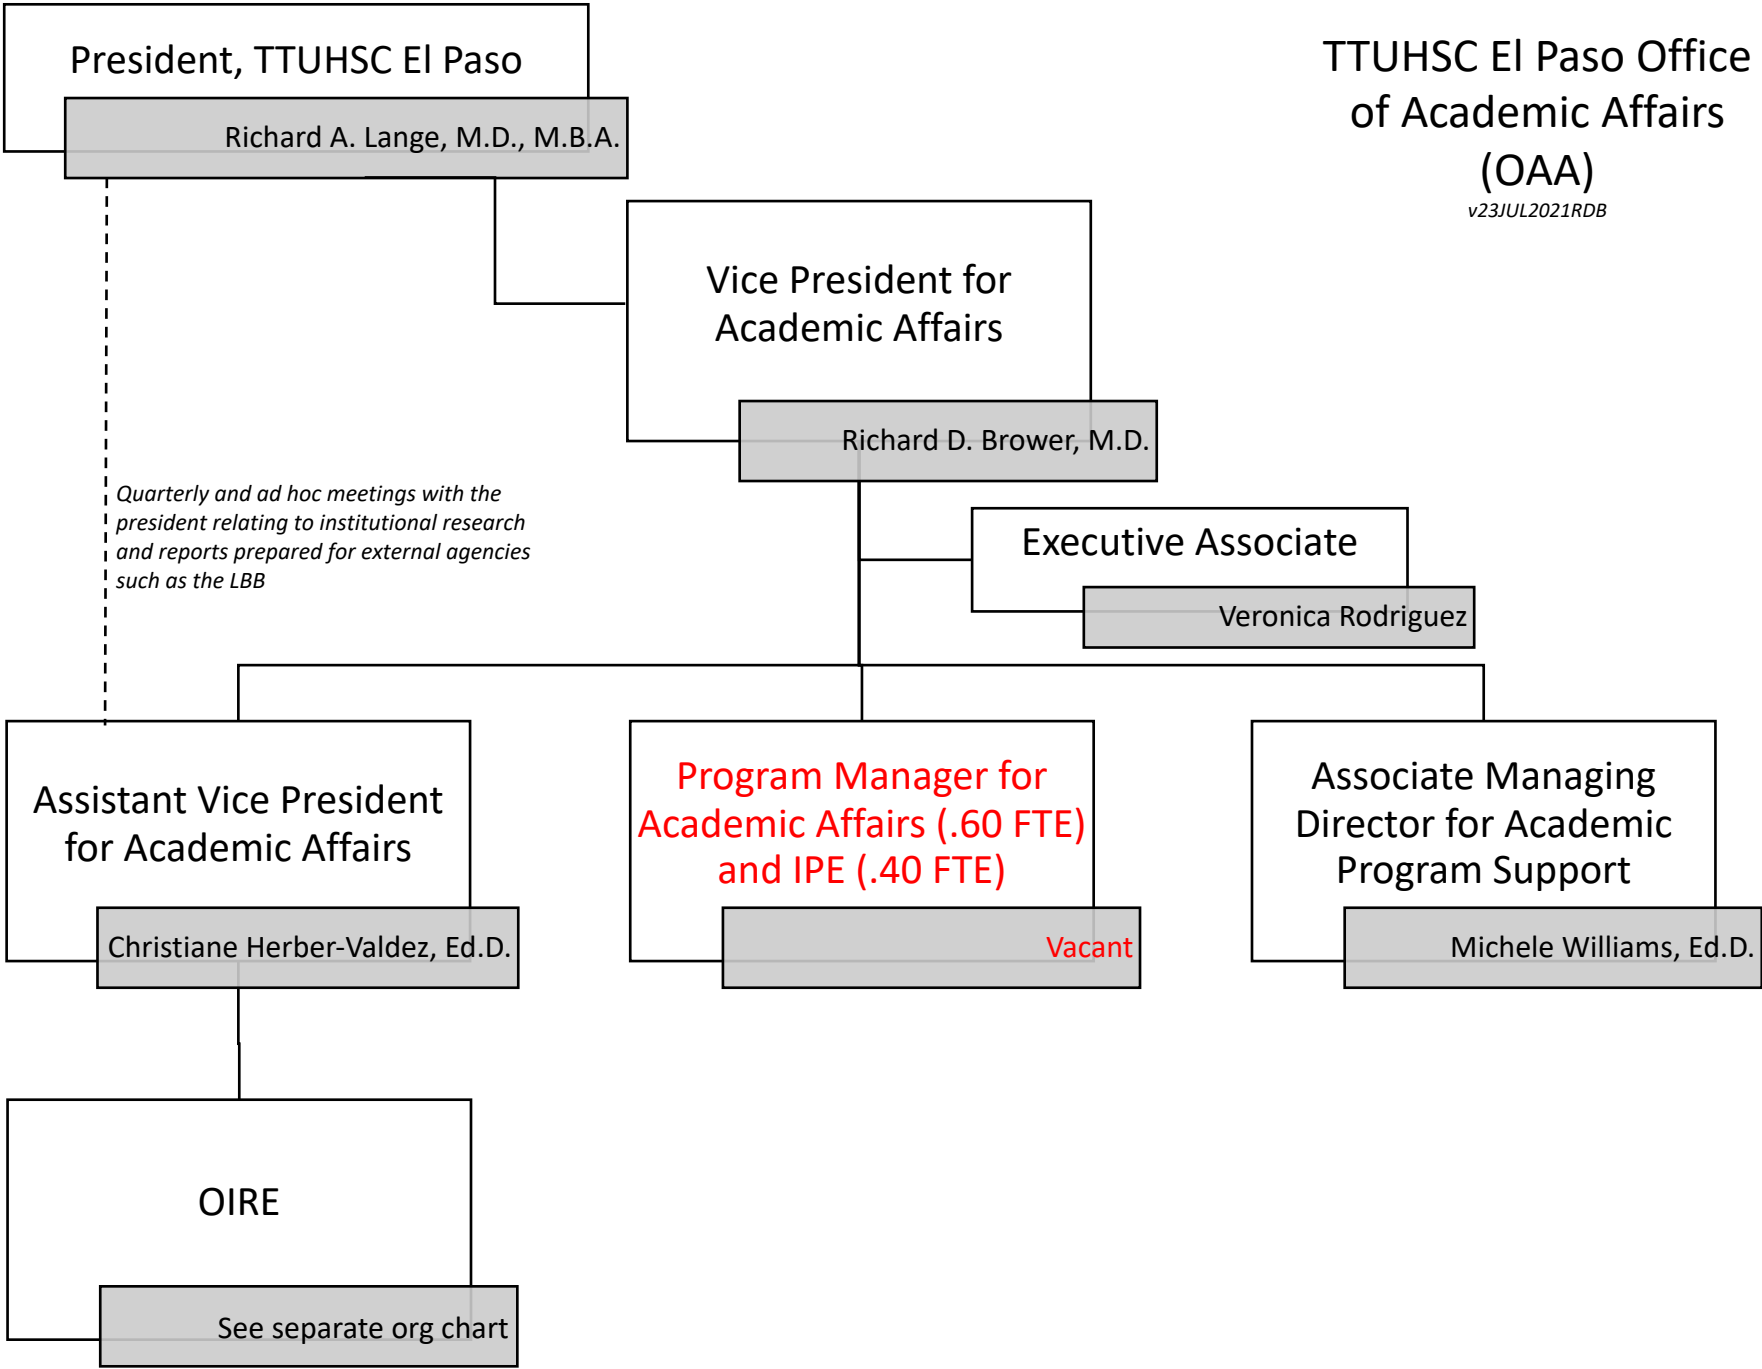 President, TTUHSC El Paso
Richard A. Lange, M.D., M.B.A.
TTUHSC El Paso Office
of Academic Affairs
(OAA)
v23JUL2021RDB
Vice President for
Academic Affairs
Richard D. Brower, M.D.
Quarterly and ad hoc meetings with the
president relating to institutional research
and reports prepared for external agencies
such as the LBB
Executive Associate
Veronica Rodriguez
Assistant Vice President
for Academic Affairs
Christiane Herber-Valdez, Ed.D.
Program Manager for
Academic Affairs (.60 FTE)
and IPE (.40 FTE)
Vacant
Associate Managing
Director for Academic
Program Support
Michele Williams, Ed.D.
OIRE
See separate org chart